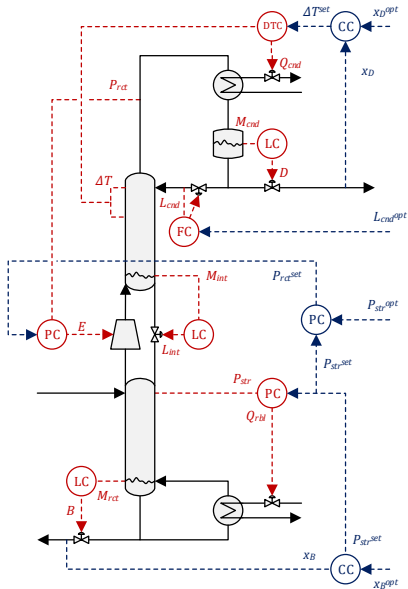 DTC
ΔT^set
CC
x_D^opt
Q_cnd
x_D
P_rct
M_cnd
LC
D
ΔT
L_cnd
FC
L_cnd^opt
M_int
P_rct^set
PC
E
LC
PC
P_str^opt
L_int
P_str^set
P_str
PC
Q_rbl
LC
M_rct
B
P_str^set
x_B
CC
x_B^opt